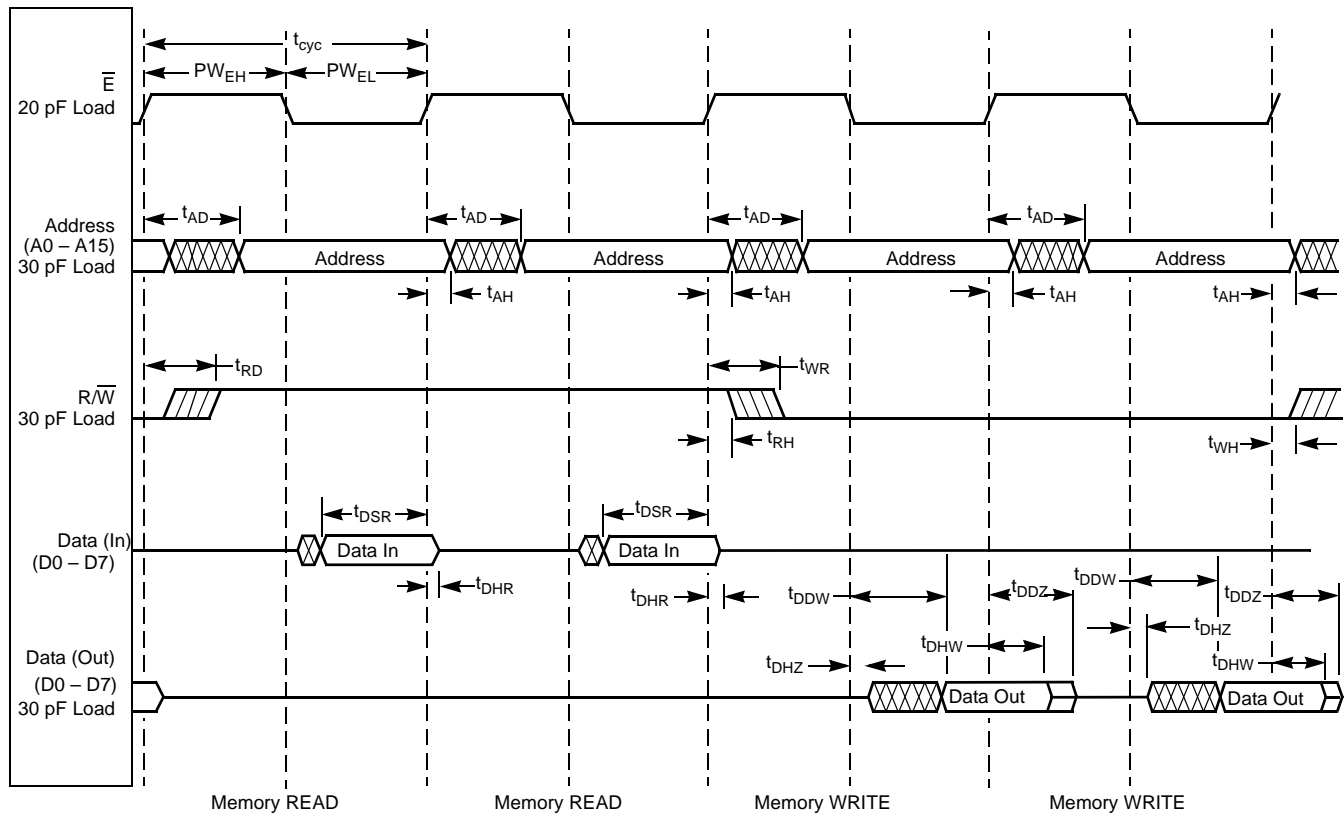 t_cyc
PW_EH PW_EL
E̅
20 pF Load
t_AD t_AD t_AD t_AD
Address
(A0 – A15)
30 pF Load
Address Address Address Address
t_AH t_AH t_AH t_AH
t_RD t_WR
R/W̅
30 pF Load
t_RH t_WH
t_DSR t_DSR
Data (In)
(D0 – D7)
Data In Data In
t_DHR t_DHR t_DDW t_DDZ t_DDW t_DDZ
t_DHZ t_DHW t_DHZ t_DHW
Data (Out)
(D0 – D7)
30 pF Load
Data Out Data Out
Memory READ Memory READ Memory WRITE Memory WRITE